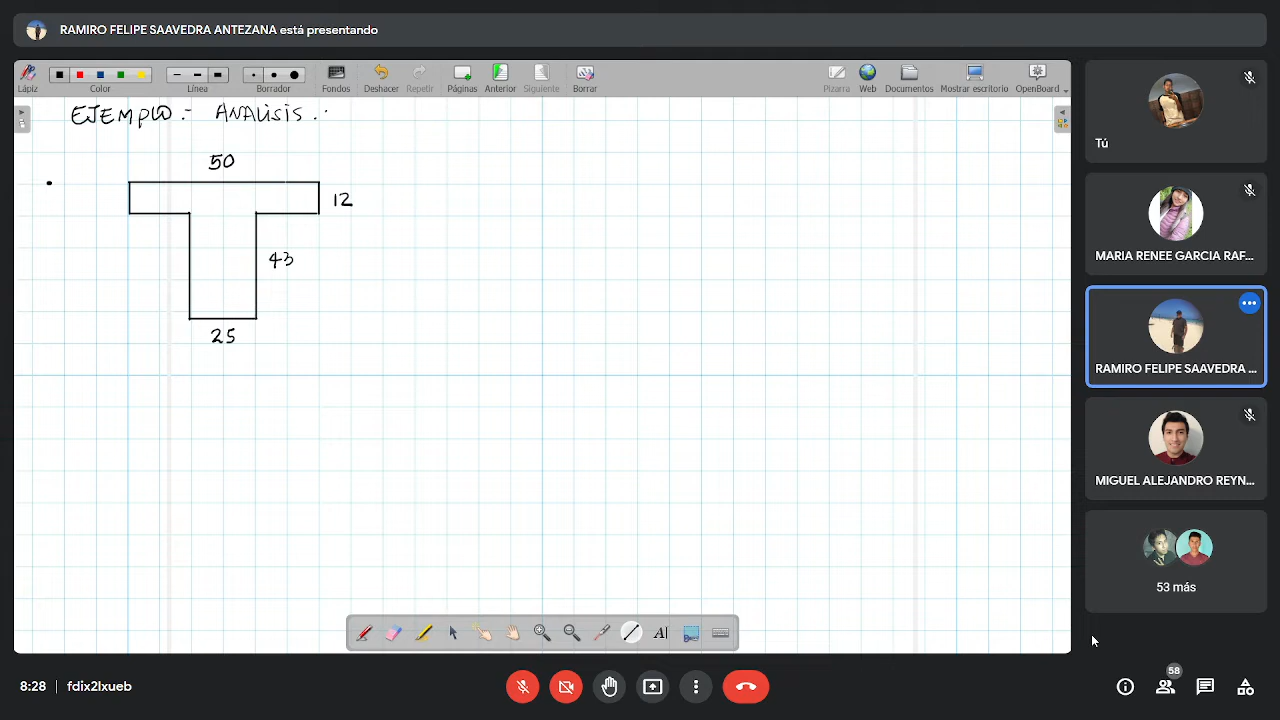 RAMIRO FELIPE SAAVEDRA ANTEZANA está presentando
Lápiz
Color
Línea
Borrador
Fondos
Deshacer
Repetir
Páginas
Anterior
Siguiente
Borrar
Pizarra
Web
Documentos
Mostrar escritorio
OpenBoard
EJEMPLO:- ANALISIS :-
50
12
43
25
Tú
MARIA RENEE GARCIA RAF...
RAMIRO FELIPE SAAVEDRA ...
MIGUEL ALEJANDRO REYN...
53 más
8:28 | fdix2lxueb
58